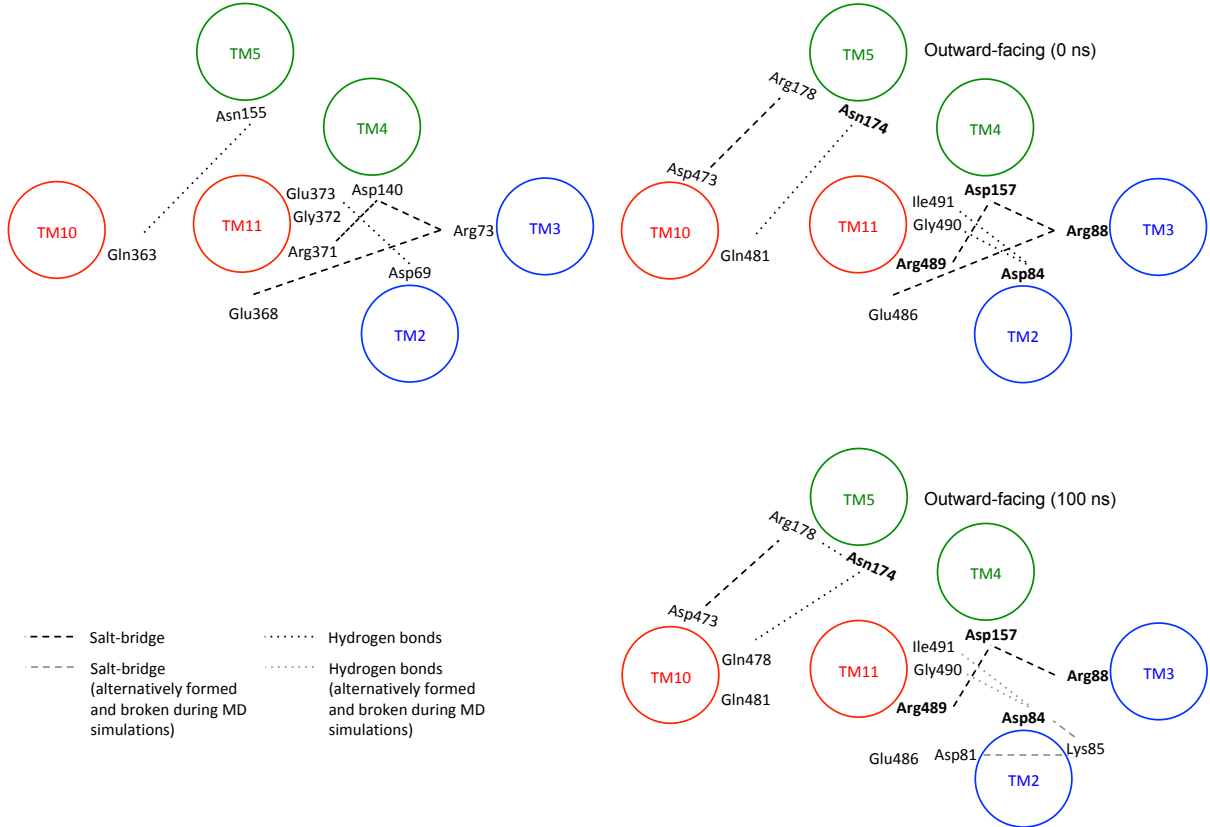 TM5
Asn155
TM4
Glu373
Asp140
Gly372
TM10
TM11
Arg73
TM3
Gln363
Arg371
Asp69
Glu368
TM2
Outward-facing (0 ns)
TM5
Arg178
Asn174
TM4
Asp473
Asp157
Ile491
Gly490
TM10
TM11
Arg88
TM3
Gln481
Arg489
Asp84
Glu486
TM2
Outward-facing (100 ns)
TM5
Arg178
Asn174
TM4
Asp473
Asp157
Ile491
Gln478
Gly490
TM10
TM11
Arg88
TM3
Gln481
Arg489
Asp84
Lys85
Glu486
Asp81
TM2
Salt-bridge
Salt-bridge
(alternatively formed
and broken during MD
simulations)
Hydrogen bonds
Hydrogen bonds
(alternatively formed
and broken during MD
simulations)